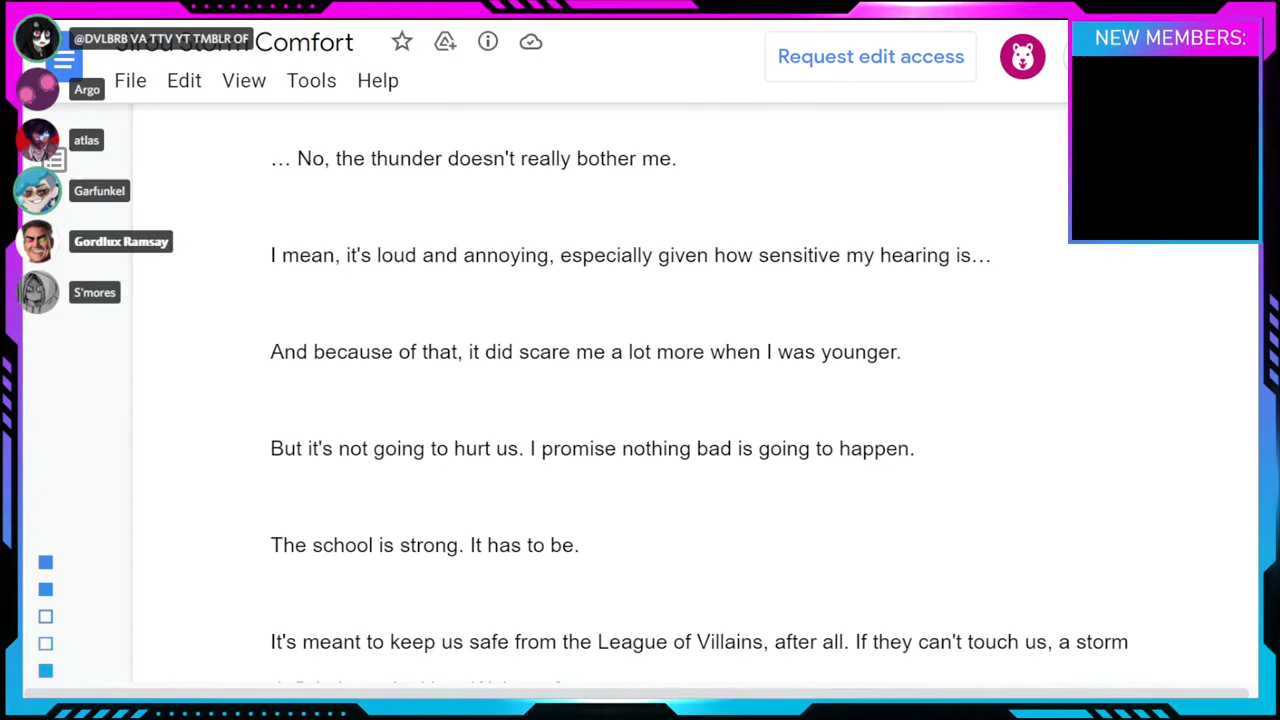 @DVLBRB VA TTV YT TMBLR OF
Comfort
Request edit access
NEW MEMBERS:
File Edit View Tools Help
Argo
atlas
Garfunkel
Gordlux Ramsay
S'mores
… No, the thunder doesn't really bother me.
I mean, it's loud and annoying, especially given how sensitive my hearing is…
And because of that, it did scare me a lot more when I was younger.
But it's not going to hurt us. I promise nothing bad is going to happen.
The school is strong. It has to be.
It's meant to keep us safe from the League of Villains, after all. If they can't touch us, a storm